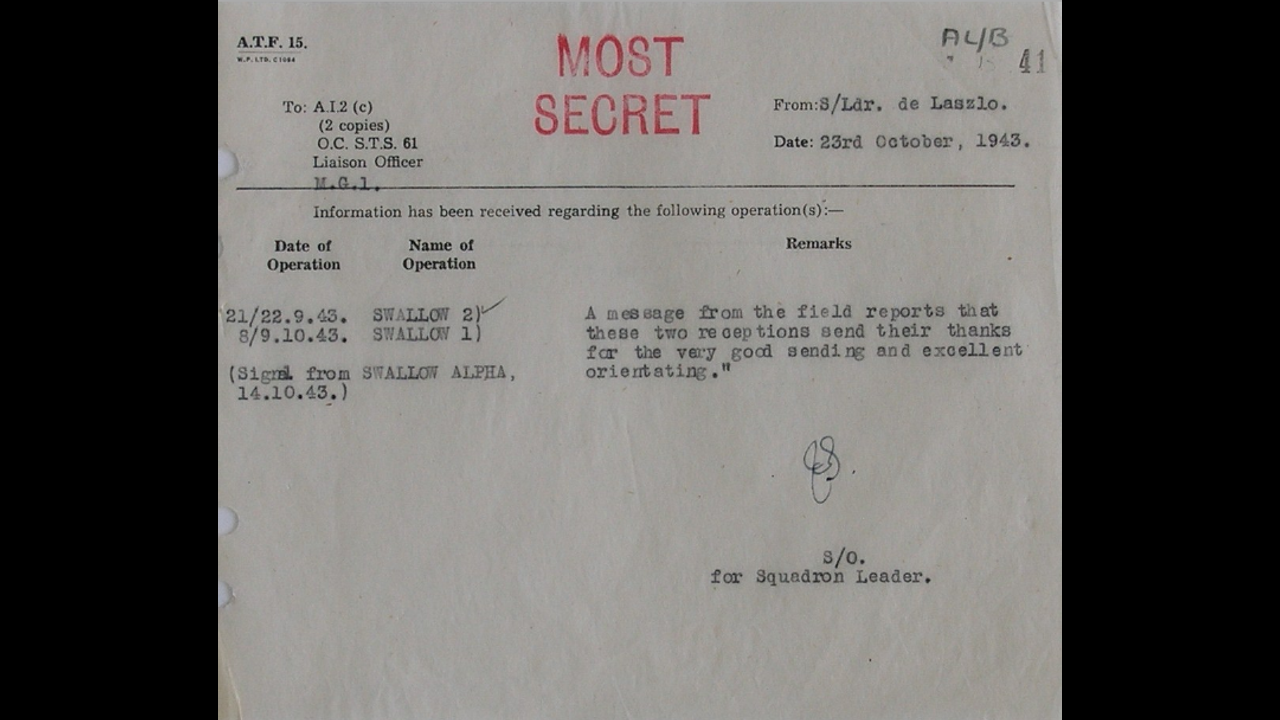 A.T.F. 15.
W.P. LTD. C1084
MOST
SECRET
AL/B
41
To: A.I.2 (c)
(2 copies)
O.C. S.T.S. 61
Liaison Officer
M.G.1.
From: S/Ldr. de Laszlo.
Date: 23rd October, 1943.
Information has been received regarding the following operation(s):—
Date of Operation
Name of Operation
Remarks
21/22.9.43. SWALLOW 2)
8/9.10.43. SWALLOW 1)
(Signal from SWALLOW ALPHA,
14.10.43.)
A message from the field reports that
these two receptions send their thanks
for the very good sending and excellent
orientating."
S/O.
for Squadron Leader.